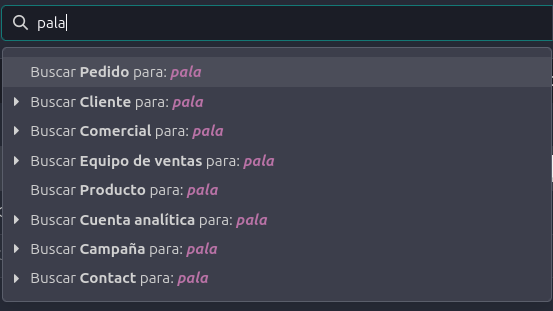 pala
Buscar Pedido para: pala
Buscar Cliente para: pala
Buscar Comercial para: pala
Buscar Equipo de ventas para: pala
Buscar Producto para: pala
Buscar Cuenta analítica para: pala
Buscar Campaña para: pala
Buscar Contact para: pala